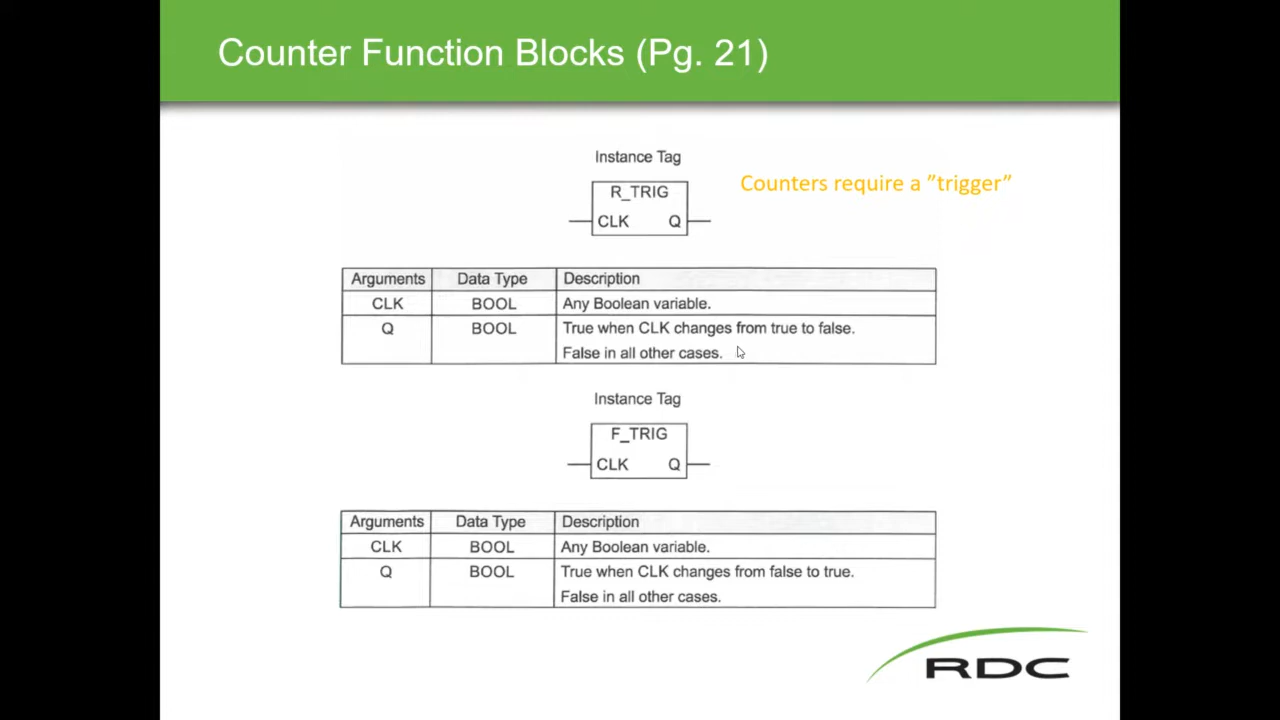 Counter Function Blocks (Pg. 21)
Instance Tag
Counters require a ”trigger”
R_TRIG
CLK Q
Arguments Data Type Description
CLK BOOL Any Boolean variable.
Q BOOL True when CLK changes from true to false.
False in all other cases.
Instance Tag
F_TRIG
CLK Q
Arguments Data Type Description
CLK BOOL Any Boolean variable.
Q BOOL True when CLK changes from false to true.
False in all other cases.
RDC